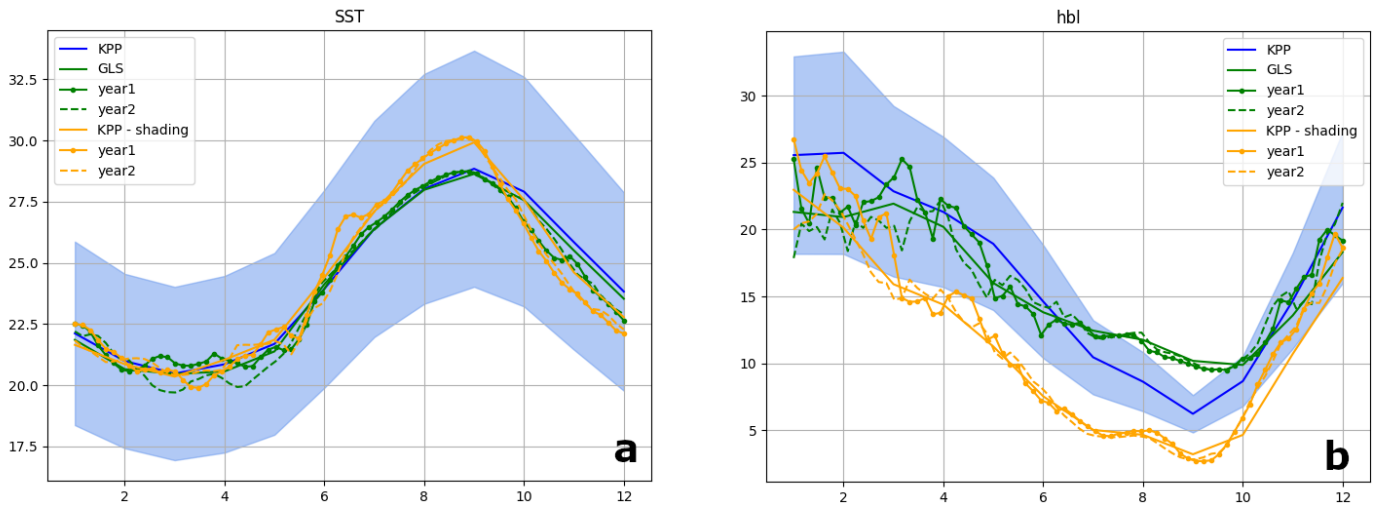 SST
KPP
GLS
year1
year2
KPP - shading
year1
year2
32.5
30.0
27.5
25.0
22.5
20.0
17.5
2 4 6 8 10 12
a
hbl
KPP
GLS
year1
year2
KPP - shading
year1
year2
30
25
20
15
10
5
2 4 6 8 10 12
b